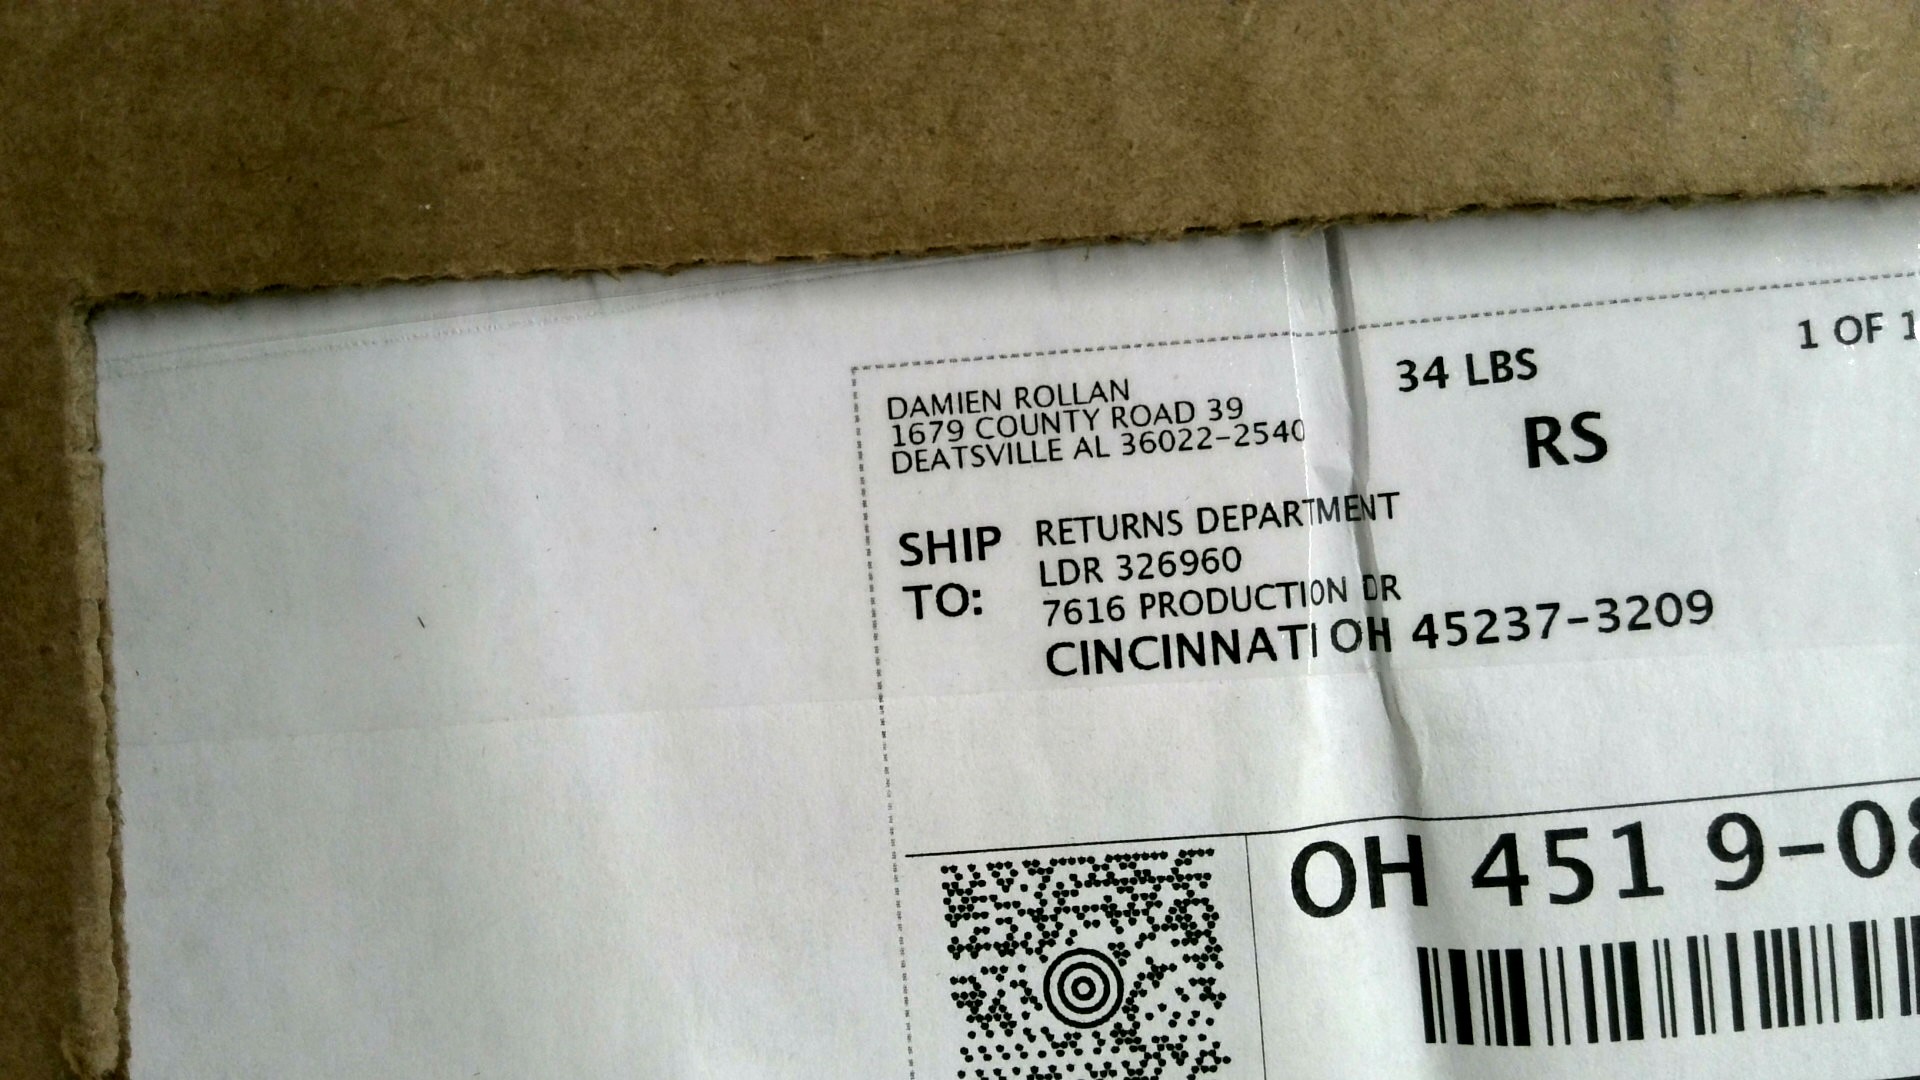 DAMIEN ROLLAN
1679 COUNTY ROAD 39
DEATSVILLE AL 36022-2540
34 LBS
1 OF 1
RS
SHIP TO:
RETURNS DEPARTMENT
LDR 326960
7616 PRODUCTION DR
CINCINNATI OH 45237-3209
OH 451 9-08